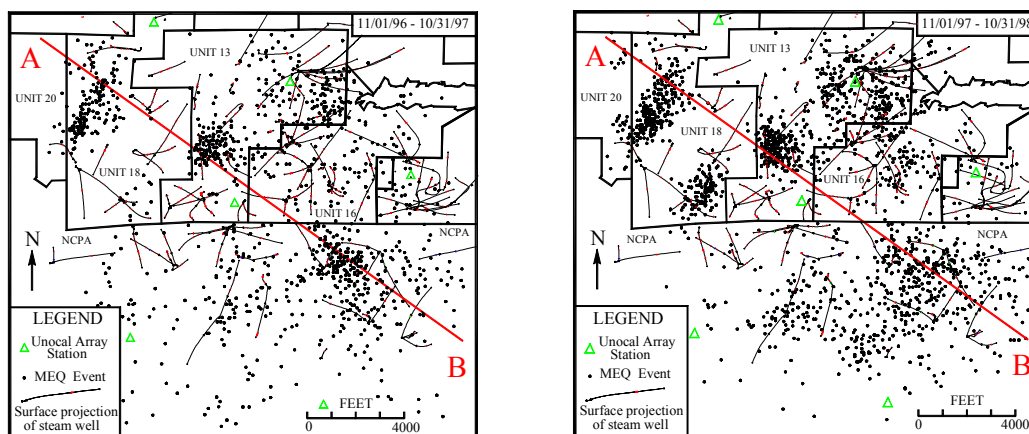 11/01/96 - 10/31/97
UNIT 13
A
UNIT 20
UNIT 18
UNIT 16
N
NCPA
NCPA
LEGEND
Unocal Array
Station
MEQ Event
Surface projection
of steam well
B
FEET
0
4000
11/01/97 - 10/31/98
UNIT 13
A
UNIT 20
UNIT 18
UNIT 16
N
NCPA
NCPA
LEGEND
Unocal Array
Station
MEQ Event
Surface projection
of steam well
B
FEET
0
4000